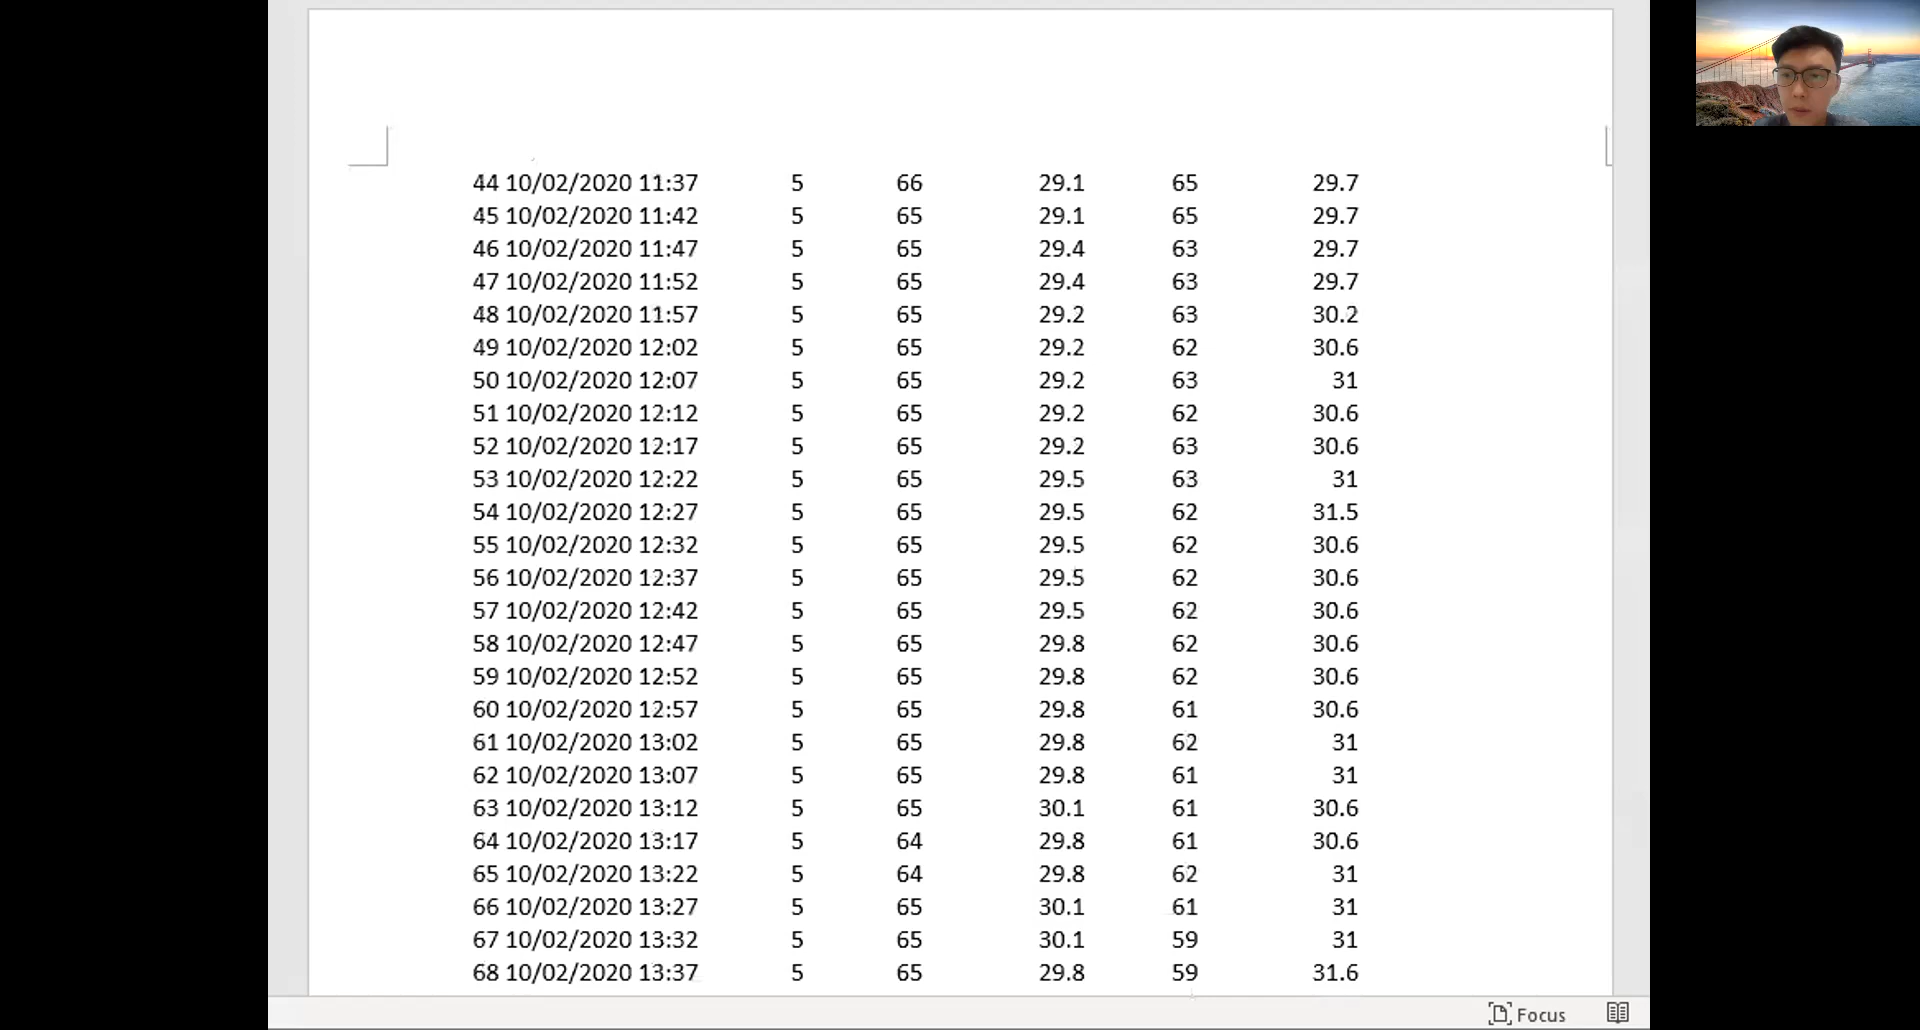 44 10/02/2020 11:37 5 66 29.1 65 29.7
45 10/02/2020 11:42 5 65 29.1 65 29.7
46 10/02/2020 11:47 5 65 29.4 63 29.7
47 10/02/2020 11:52 5 65 29.4 63 29.7
48 10/02/2020 11:57 5 65 29.2 63 30.2
49 10/02/2020 12:02 5 65 29.2 62 30.6
50 10/02/2020 12:07 5 65 29.2 63 31
51 10/02/2020 12:12 5 65 29.2 62 30.6
52 10/02/2020 12:17 5 65 29.2 63 30.6
53 10/02/2020 12:22 5 65 29.5 63 31
54 10/02/2020 12:27 5 65 29.5 62 31.5
55 10/02/2020 12:32 5 65 29.5 62 30.6
56 10/02/2020 12:37 5 65 29.5 62 30.6
57 10/02/2020 12:42 5 65 29.5 62 30.6
58 10/02/2020 12:47 5 65 29.8 62 30.6
59 10/02/2020 12:52 5 65 29.8 62 30.6
60 10/02/2020 12:57 5 65 29.8 61 30.6
61 10/02/2020 13:02 5 65 29.8 62 31
62 10/02/2020 13:07 5 65 29.8 61 31
63 10/02/2020 13:12 5 65 30.1 61 30.6
64 10/02/2020 13:17 5 64 29.8 61 30.6
65 10/02/2020 13:22 5 64 29.8 62 31
66 10/02/2020 13:27 5 65 30.1 61 31
67 10/02/2020 13:32 5 65 30.1 59 31
68 10/02/2020 13:37 5 65 29.8 59 31.6
Focus